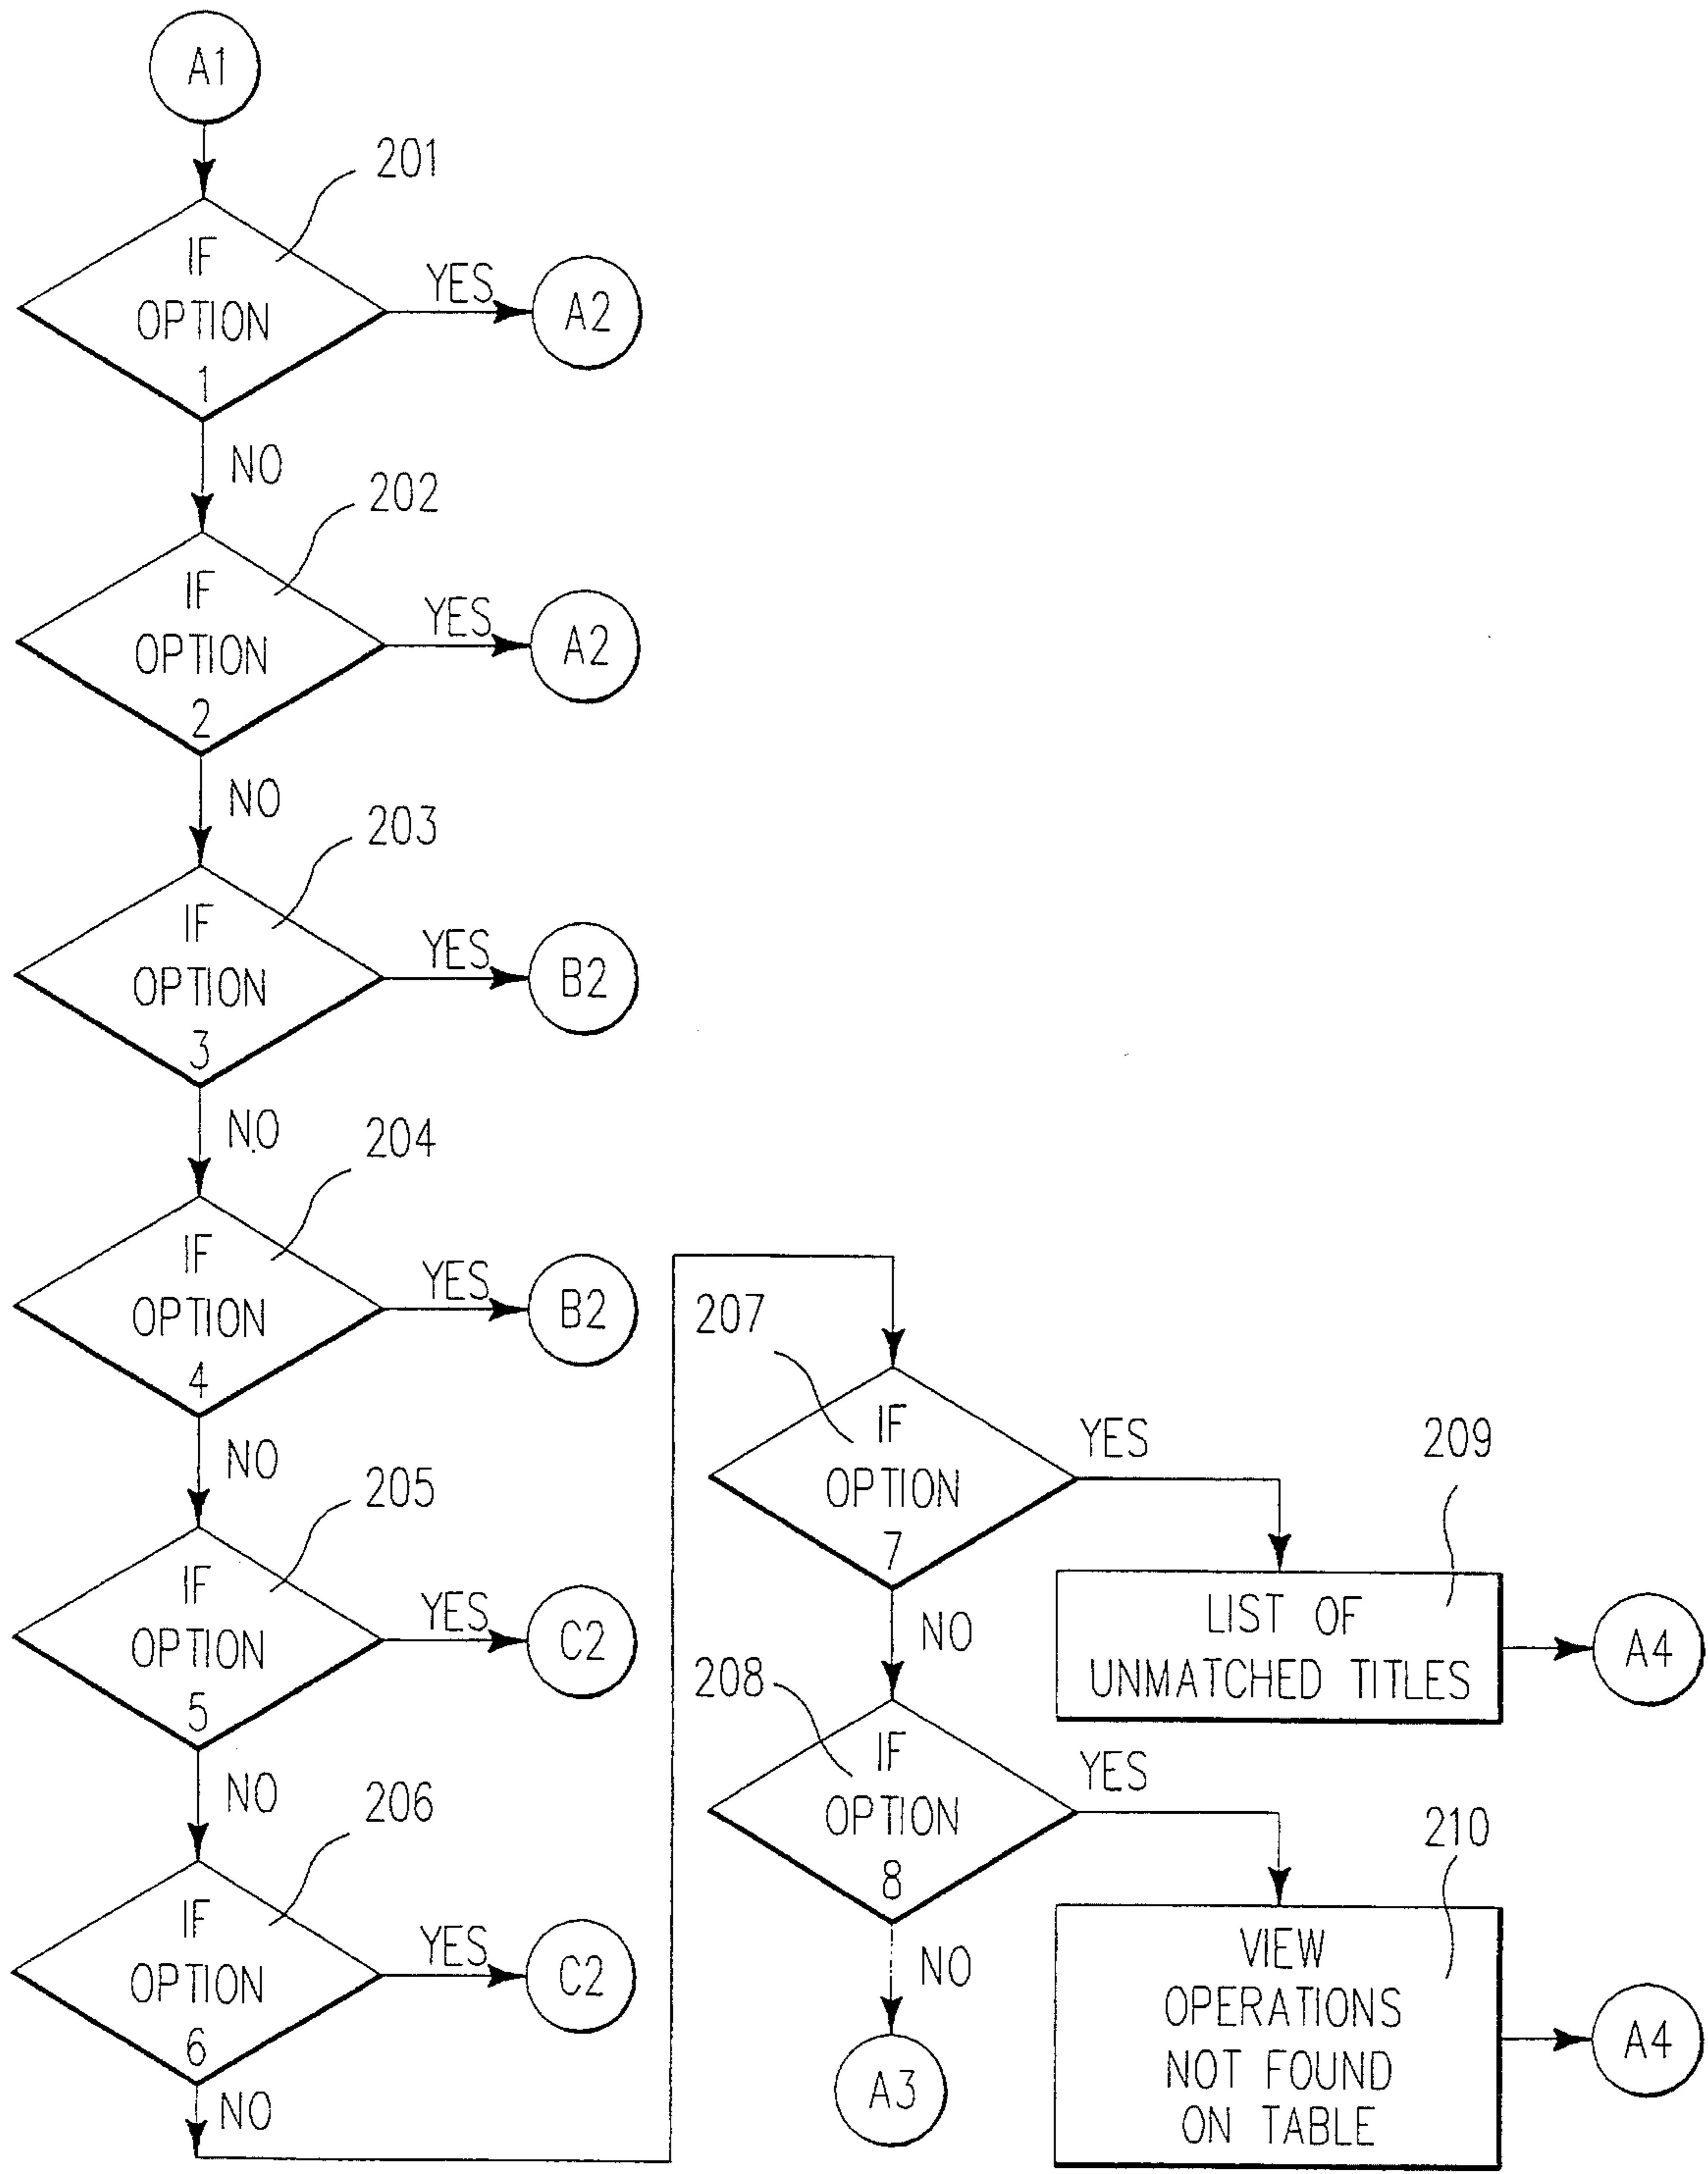 A1
201
IF
OPTION
1
YES
A2
NO
202
IF
OPTION
2
YES
A2
NO
203
IF
OPTION
3
YES
B2
NO
204
IF
OPTION
4
YES
B2
NO
205
IF
OPTION
5
YES
C2
NO
206
IF
OPTION
6
YES
C2
NO
207
IF
OPTION
7
YES
209
LIST OF
UNMATCHED TITLES
A4
NO
208
IF
OPTION
8
YES
210
VIEW
OPERATIONS
NOT FOUND
ON TABLE
A4
NO
A3